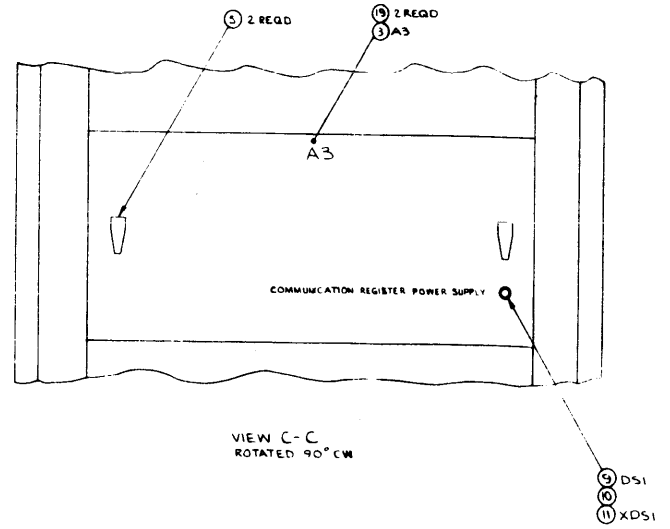 5 2 REQD
19 2 REQD
3 A3
A3
COMMUNICATION REGISTER POWER SUPPLY
VIEW C-C
ROTATED 90° CW
9 DS1
10
11 XDS1